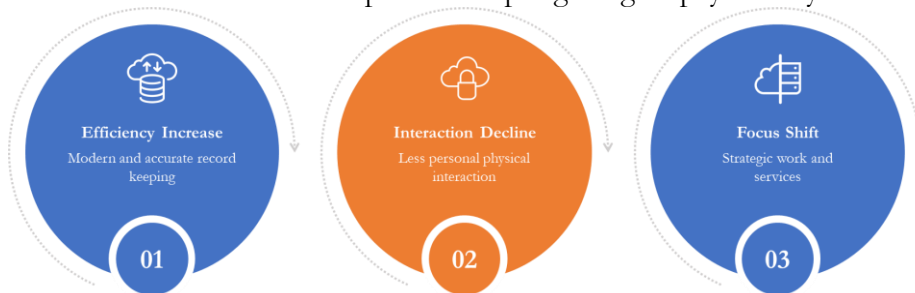 Efficiency Increase
Modern and accurate record
keeping
01
Interaction Decline
Less personal physical
interaction
02
Focus Shift
Strategic work and
services
03